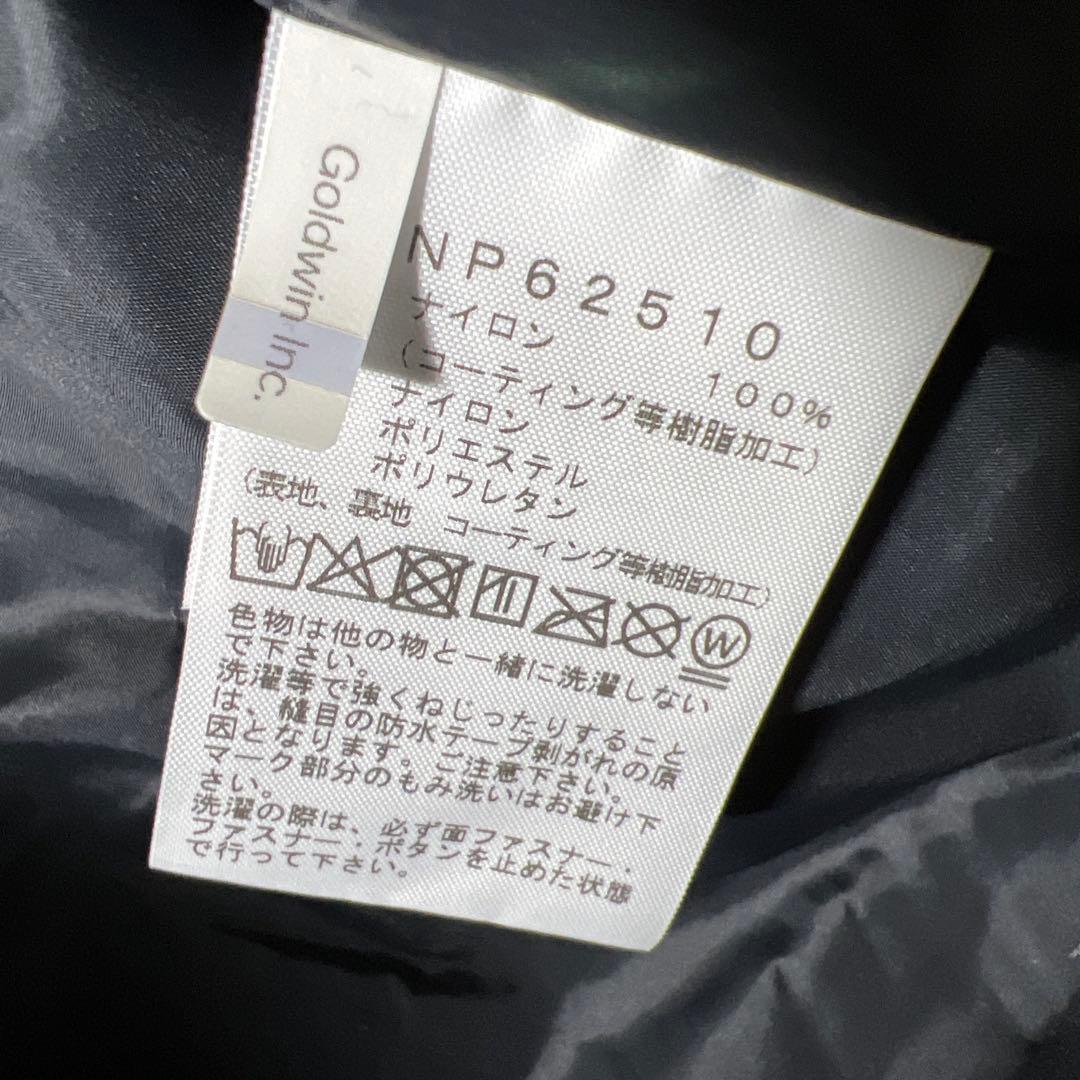 Goldwin Inc.
NP62510
ナイロン 100%
(コーティング等樹脂加工)
ナイロン
ポリエステル
ポリウレタン
(表地、裏地 コーティング等樹脂加工)
W
色物は他の物と一緒に洗濯しない
で下さい。
洗濯等で強くねじったりすること
は、縫目の防水テープ剥がれの原
因となります。ご注意下さい。
マーク部分のもみ洗いはお避け下
さい。
洗濯の際は、必ず面ファスナー.
ファスナー.ボタンを止めた状態
で行って下さい。